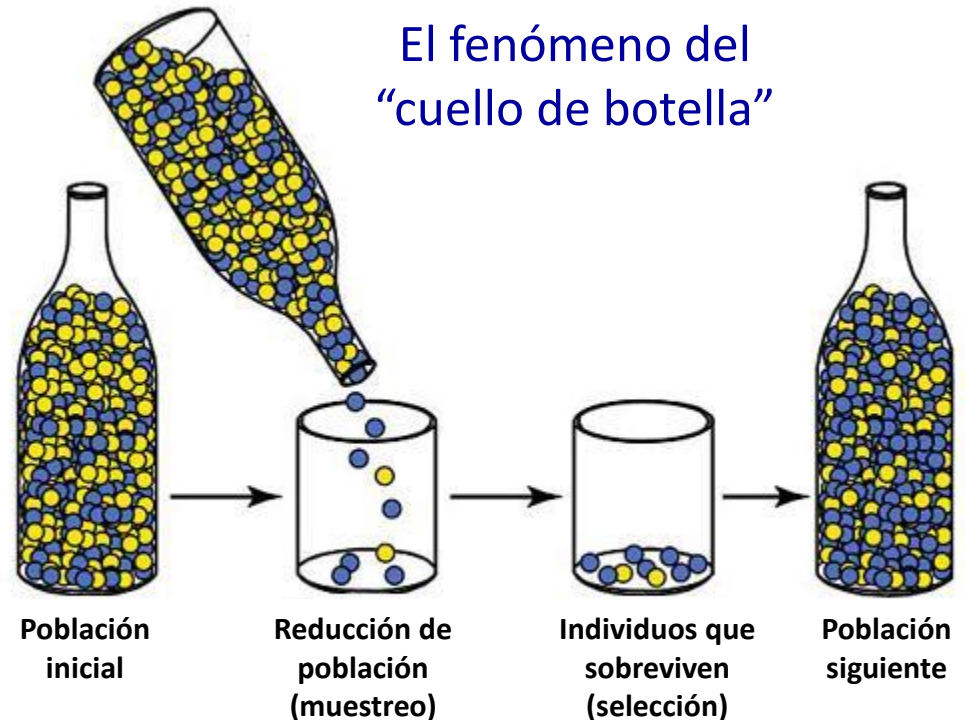 El fenómeno del
“cuello de botella”
Población
inicial
Reducción de
población
(muestreo)
Individuos que
sobreviven
(selección)
Población
siguiente